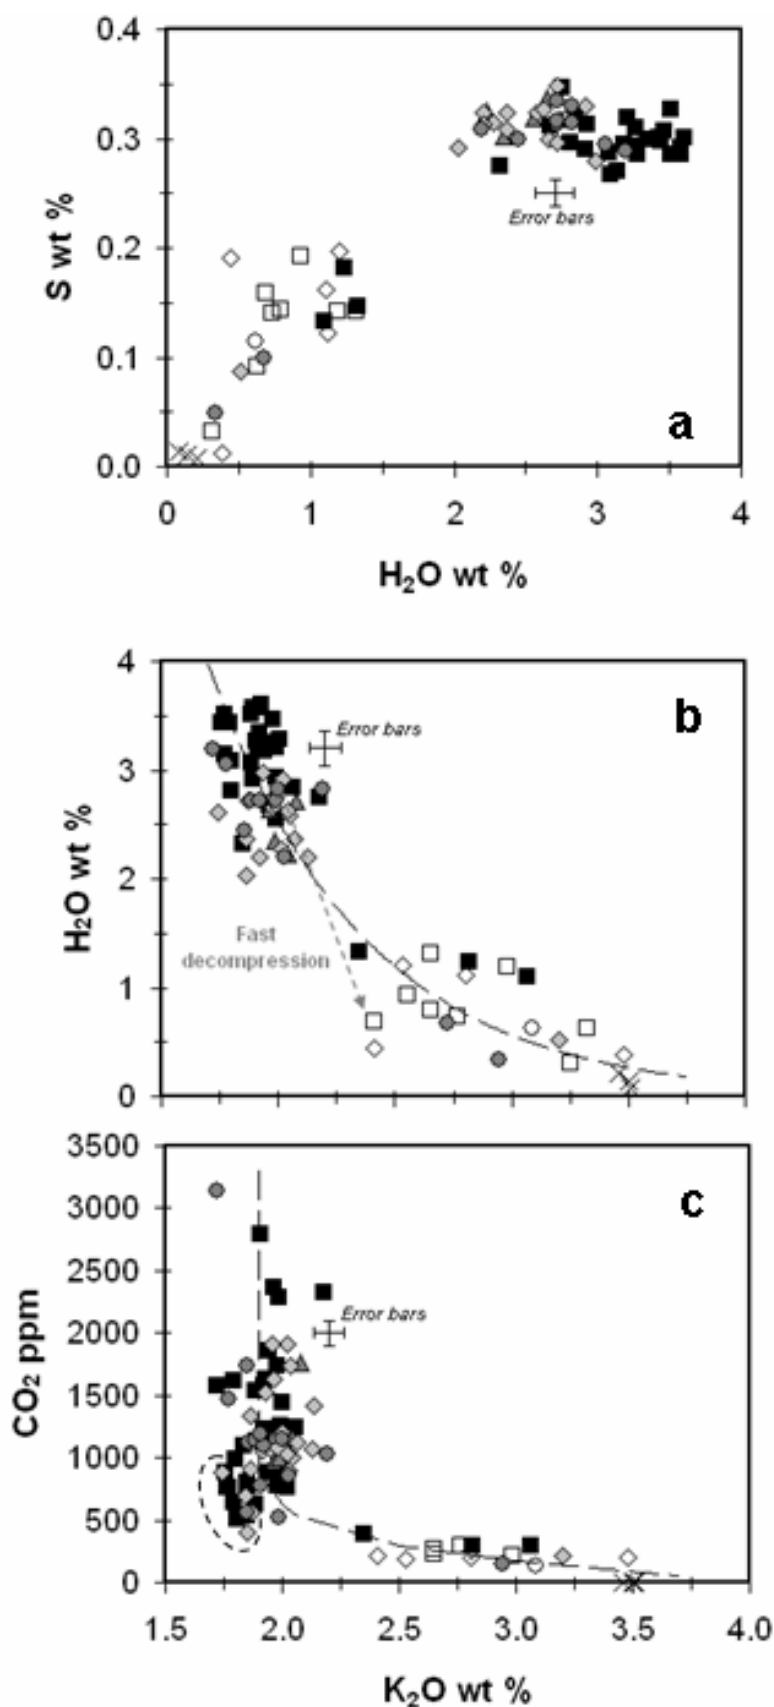 0.4
0.3
0.2
0.1
0.0
S wt %
Error bars
a
0 1 2 3 4
H₂O wt %
4
3
2
1
0
H₂O wt %
Error bars
b
Fast
decompression
3500
3000
2500
2000
1500
1000
500
0
CO₂ ppm
c
Error bars
1.5 2.0 2.5 3.0 3.5 4.0
K₂O wt %